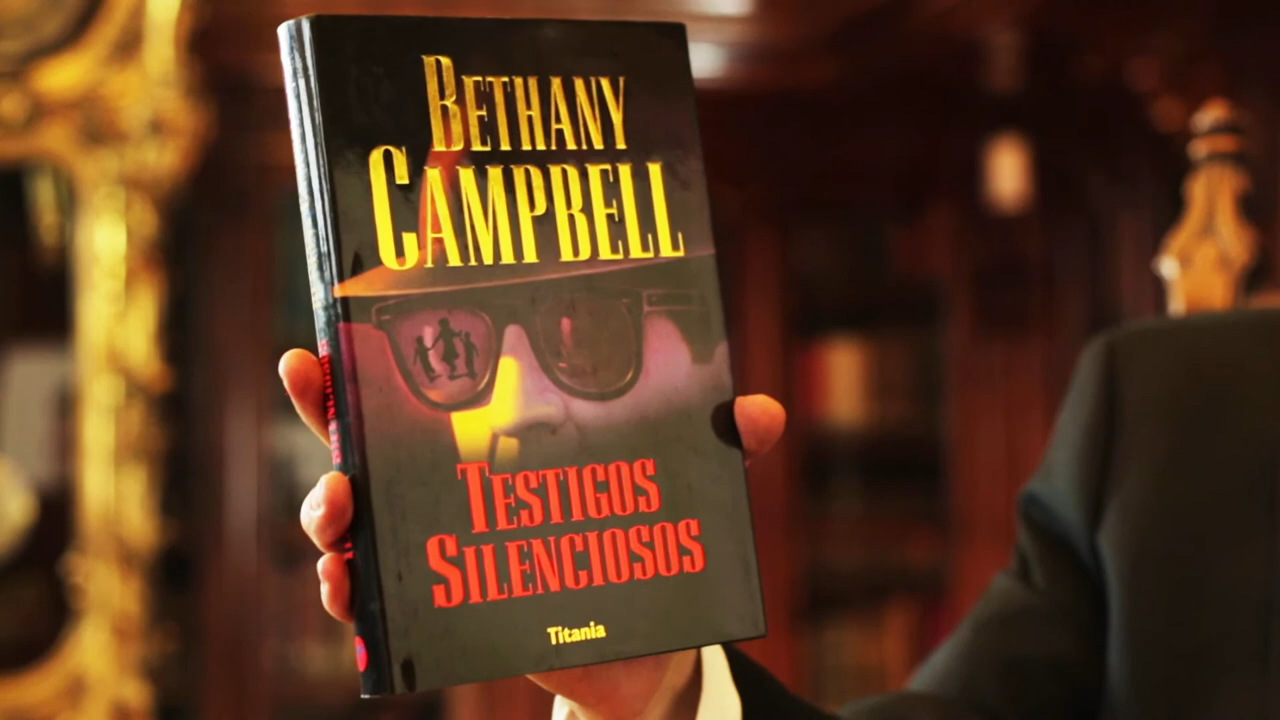 BETHANY
CAMPBELL
TESTIGOS
SILENCIOSOS
Titania